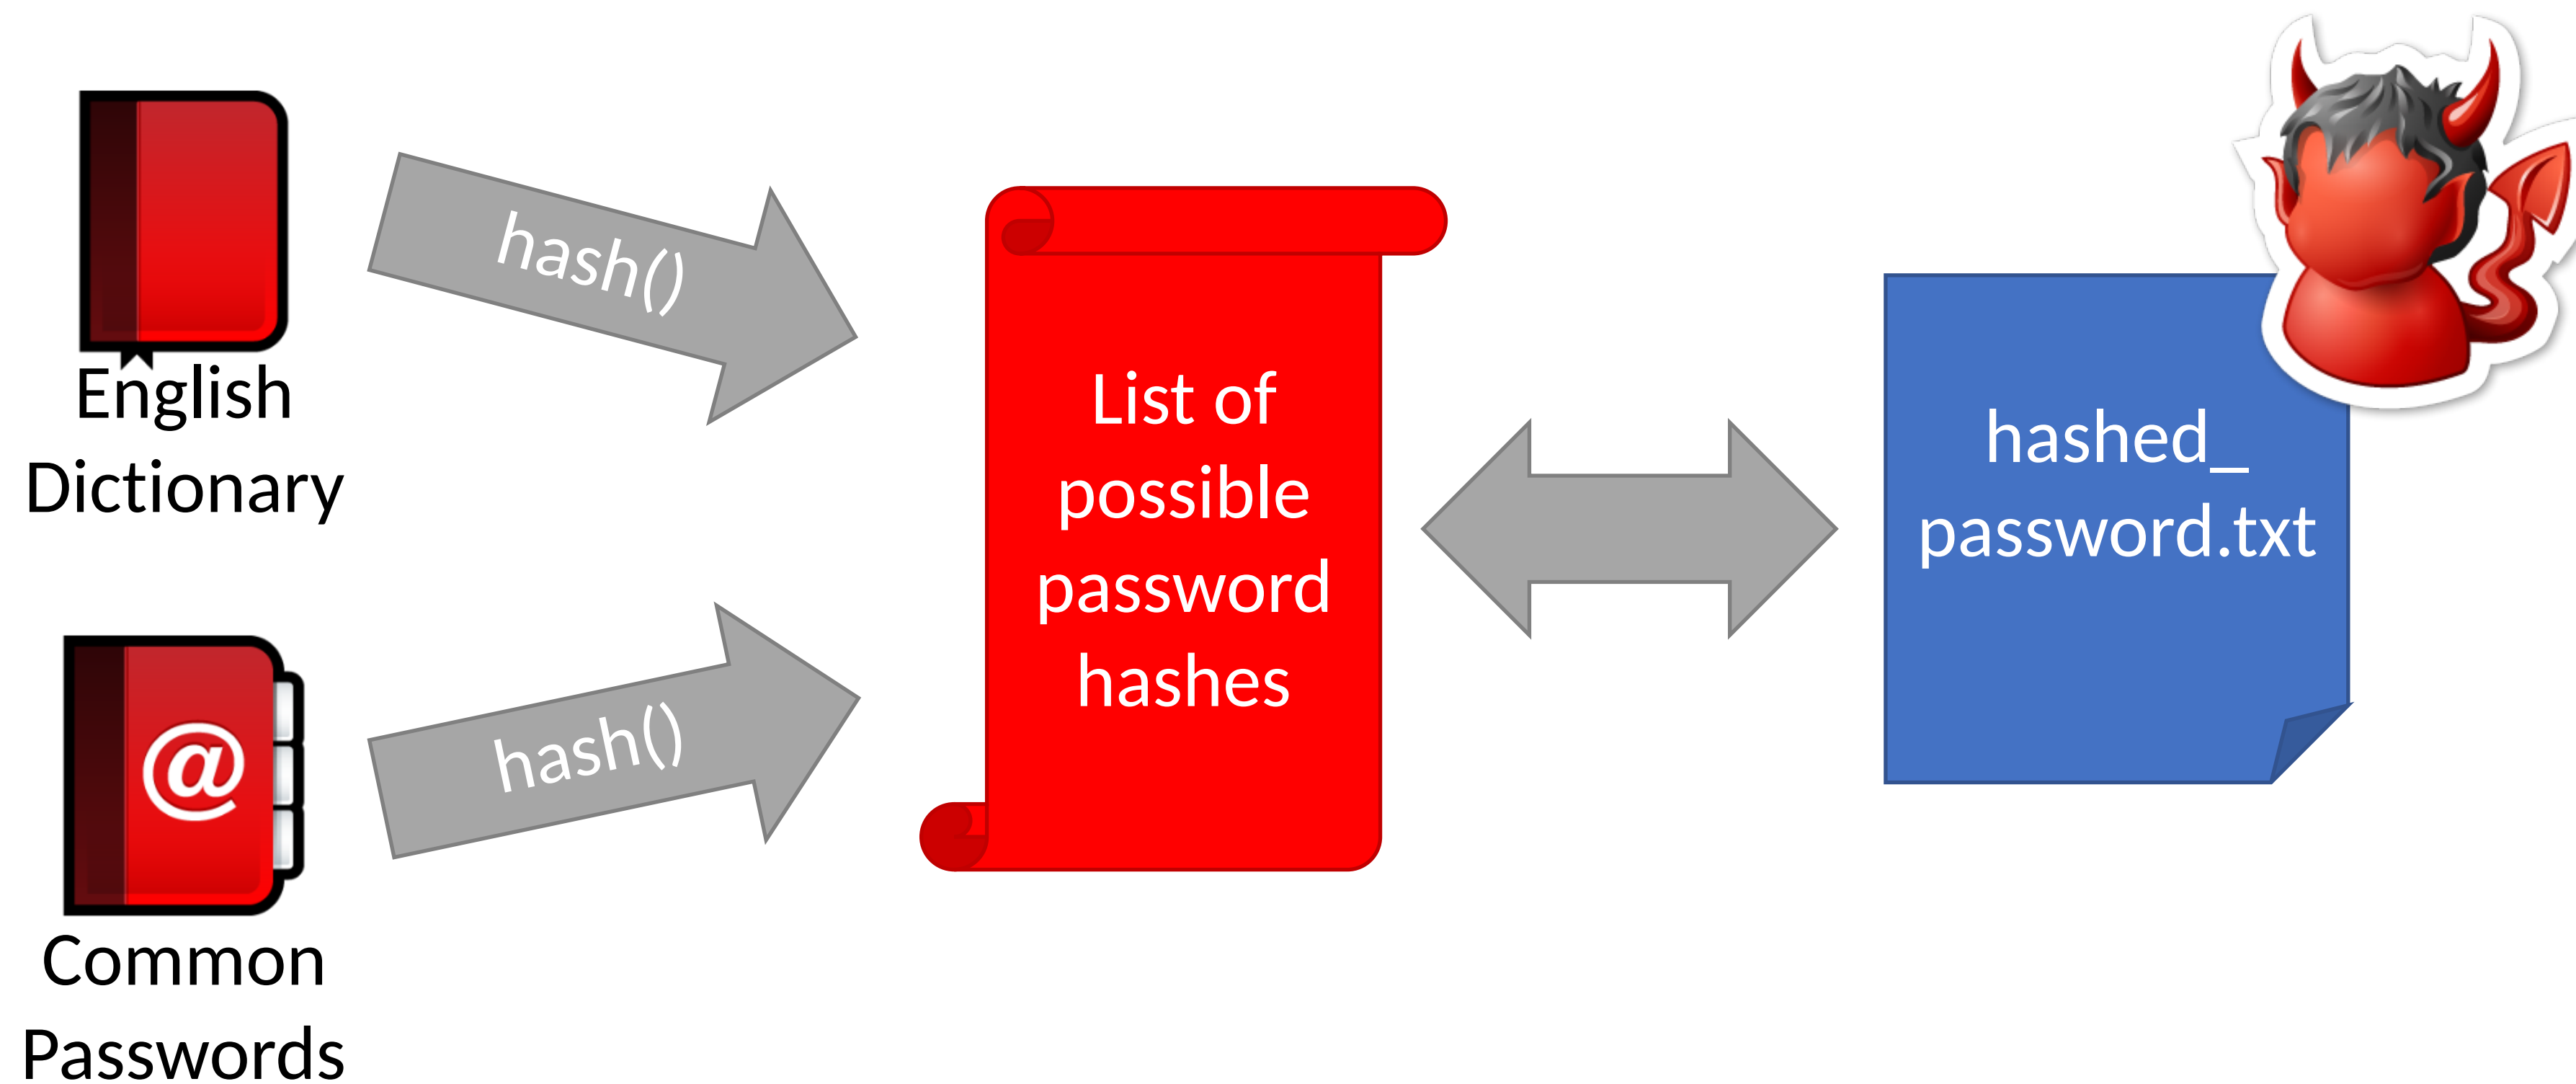 English
Dictionary
hash()
@
Common
Passwords
hash()
List of
possible
password
hashes
hashed_
password.txt